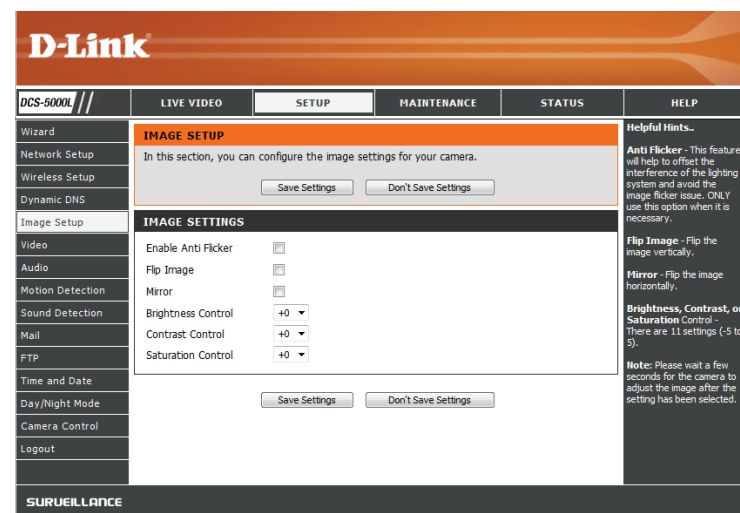 D-Link
DCS-5000L //
LIVE VIDEO
SETUP
MAINTENANCE
STATUS
HELP
Wizard
Network Setup
Wireless Setup
Dynamic DNS
Image Setup
Video
Audio
Motion Detection
Sound Detection
Mail
FTP
Time and Date
Day/Night Mode
Camera Control
Logout
IMAGE SETUP
In this section, you can configure the image settings for your camera.
Save Settings Don't Save Settings
IMAGE SETTINGS
Enable Anti Flicker
Flip Image
Mirror
Brightness Control +0
Contrast Control +0
Saturation Control +0
Save Settings Don't Save Settings
Helpful Hints..
Anti Flicker - This feature
will help to offset the
interference of the lighting
system and avoid the
image flicker issue. ONLY
use this option when it is
necessary.
Flip Image - Flip the
image vertically.
Mirror - Flip the image
horizontally.
Brightness, Contrast, or
Saturation Control -
There are 11 settings (-5 to
5).
Note: Please wait a few
seconds for the camera to
adjust the image after the
setting has been selected.
SURVEILLANCE